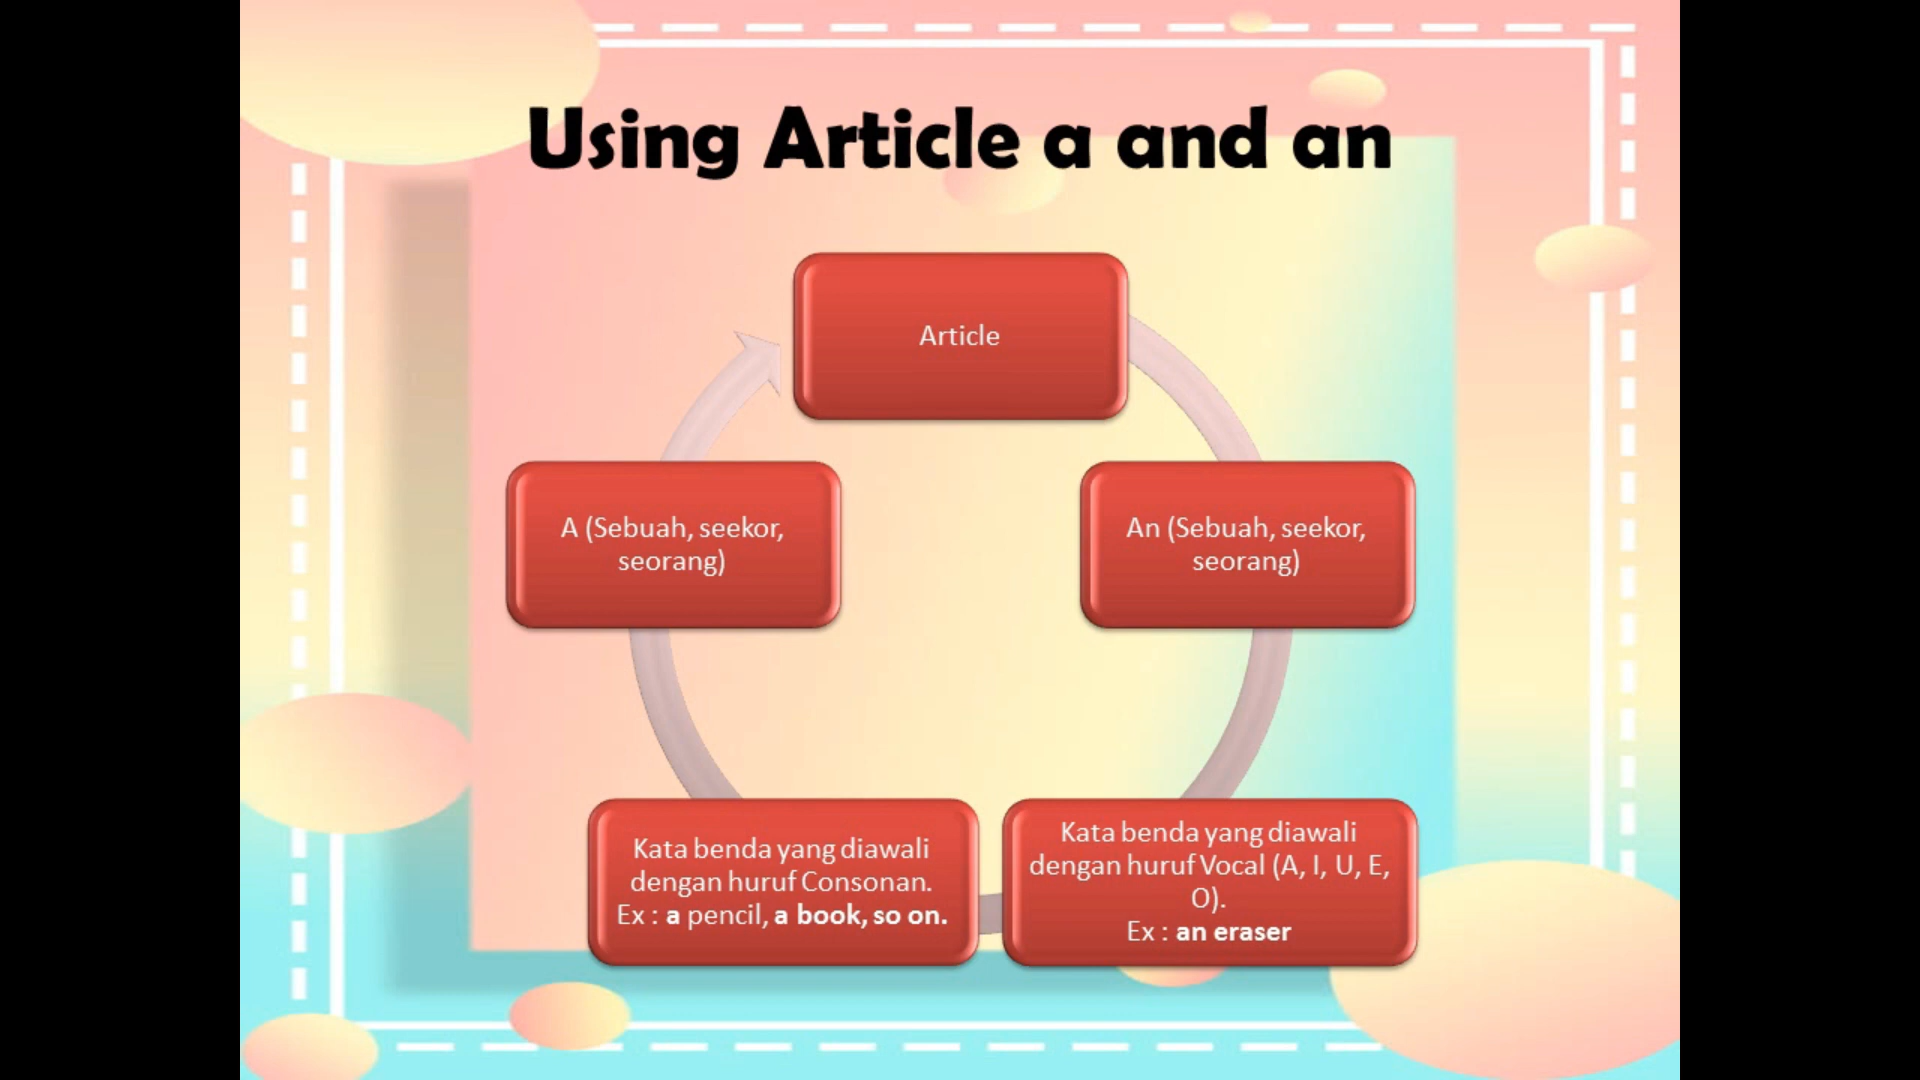 Using Article a and an
Article
A (Sebuah, seekor,
seorang)
An (Sebuah, seekor,
seorang)
Kata benda yang diawali
dengan huruf Consonan.
Ex : a pencil, a book, so on.
Kata benda yang diawali
dengan huruf Vocal (A, I, U, E,
O).
Ex : an eraser